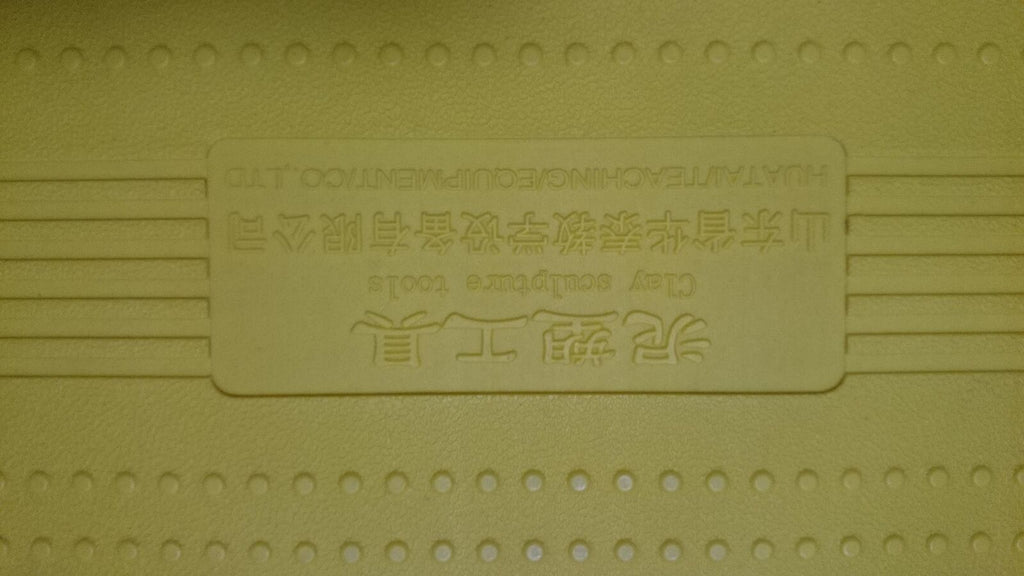 泥塑工具
Clay sculpture tools
山东省华泰教学设备有限公司
HUATAI/TEACHING/EQUIPMENT/CO.,LTD